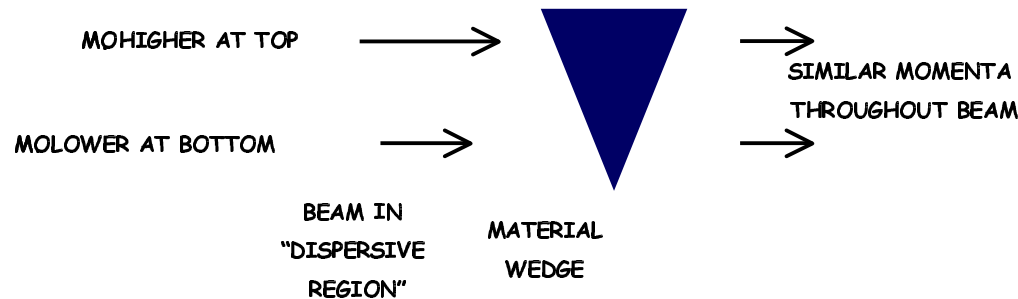 MOHIGHER AT TOP
SIMILAR MOMENTA
THROUGHOUT BEAM
MOLOWER AT BOTTOM
BEAM IN
“DISPERSIVE
REGION”
MATERIAL
WEDGE